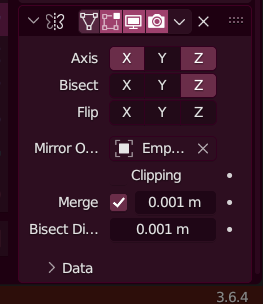 Axis X Y Z
Bisect X Y Z
Flip X Y Z
Mirror O... Emp...
Clipping
Merge 0.001 m
Bisect Di... 0.001 m
Data
3.6.4